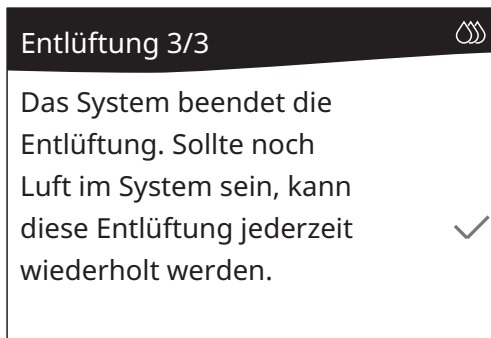 Entlüftung 3/3
Das System beendet die
Entlüftung. Sollte noch
Luft im System sein, kann
diese Entlüftung jederzeit
wiederholt werden.